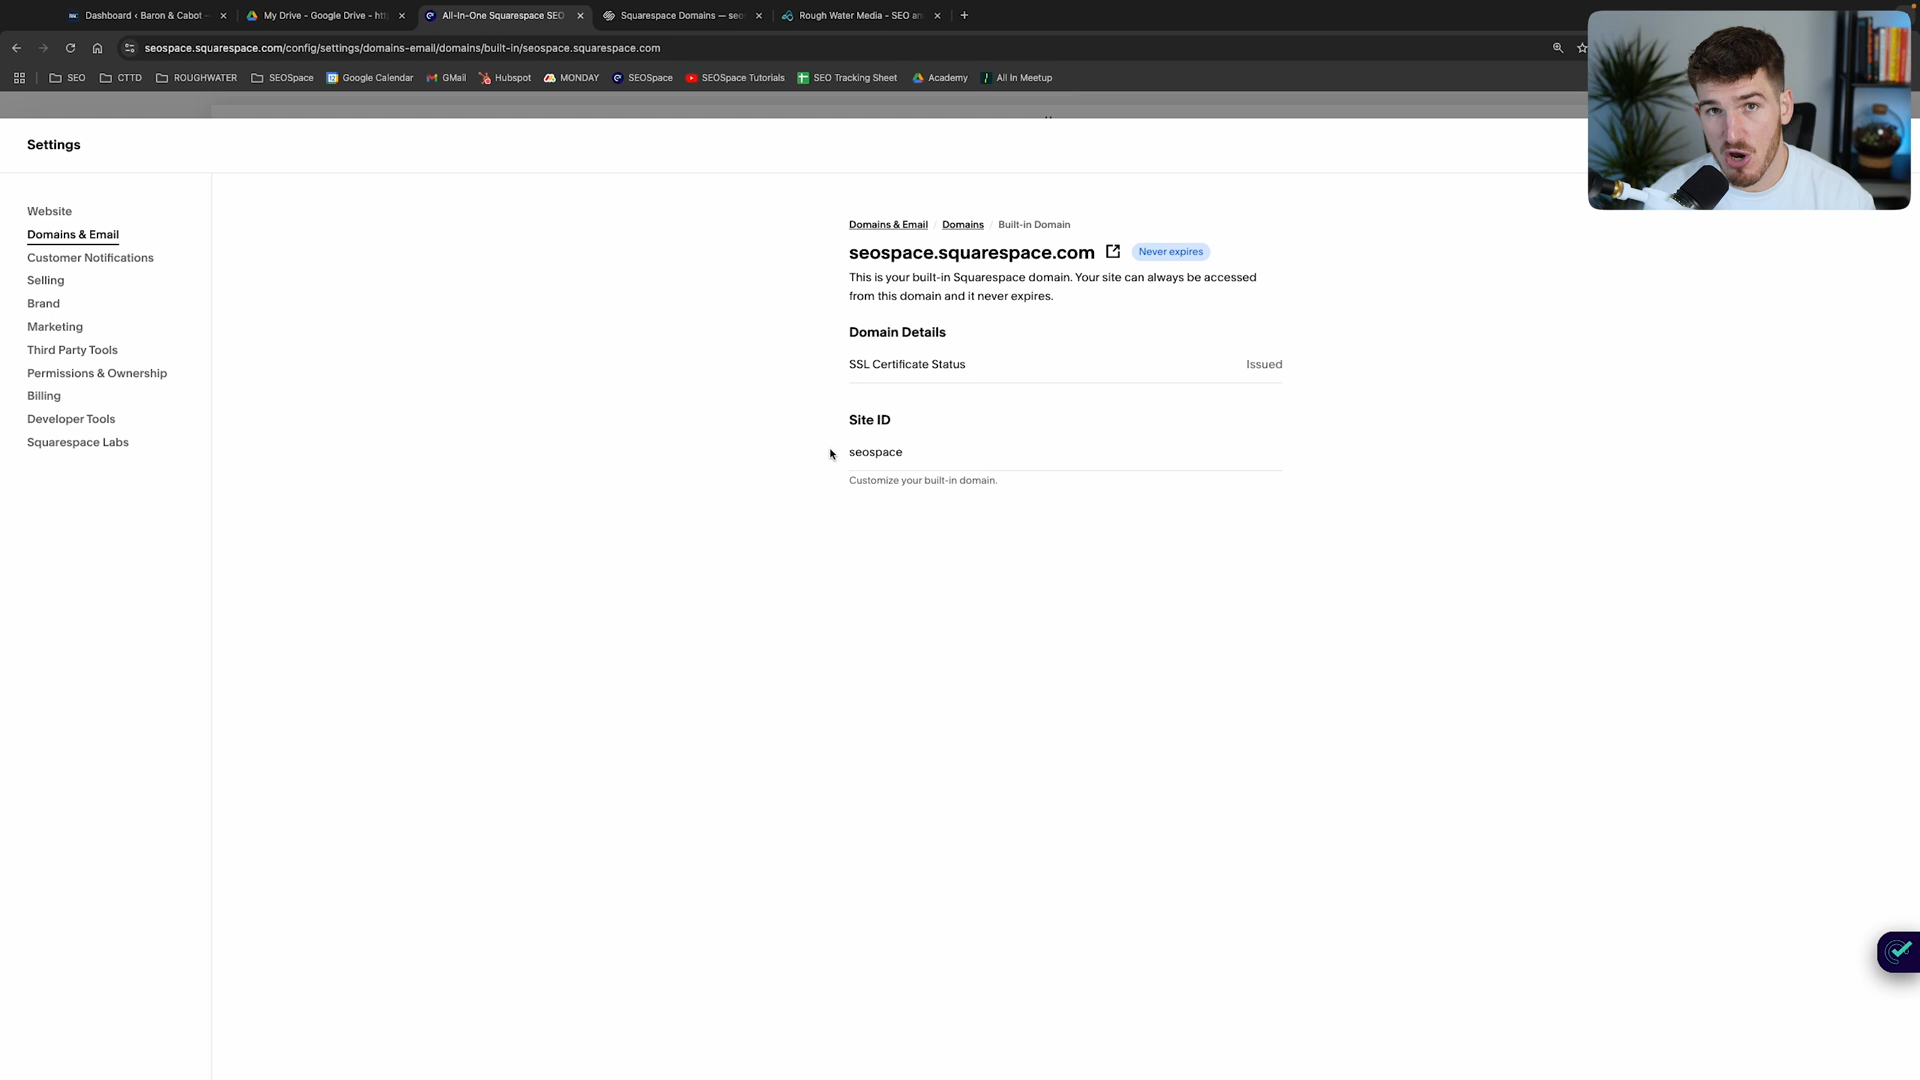 Dashboard ‹ Baron & Cabot
My Drive - Google Drive - htt
All-In-One Squarespace SEO
Squarespace Domains — seo
Rough Water Media - SEO an
seospace.squarespace.com/config/settings/domains-email/domains/built-in/seospace.squarespace.com
SEO
CTTD
ROUGHWATER
SEOSpace
Google Calendar
GMail
Hubspot
MONDAY
SEOSpace
SEOSpace Tutorials
SEO Tracking Sheet
Academy
All In Meetup
Settings
Website
Domains & Email
Customer Notifications
Selling
Brand
Marketing
Third Party Tools
Permissions & Ownership
Billing
Developer Tools
Squarespace Labs
Domains & Email / Domains / Built-in Domain
seospace.squarespace.com Never expires
This is your built-in Squarespace domain. Your site can always be accessed
from this domain and it never expires.
Domain Details
SSL Certificate Status Issued
Site ID
seospace
Customize your built-in domain.